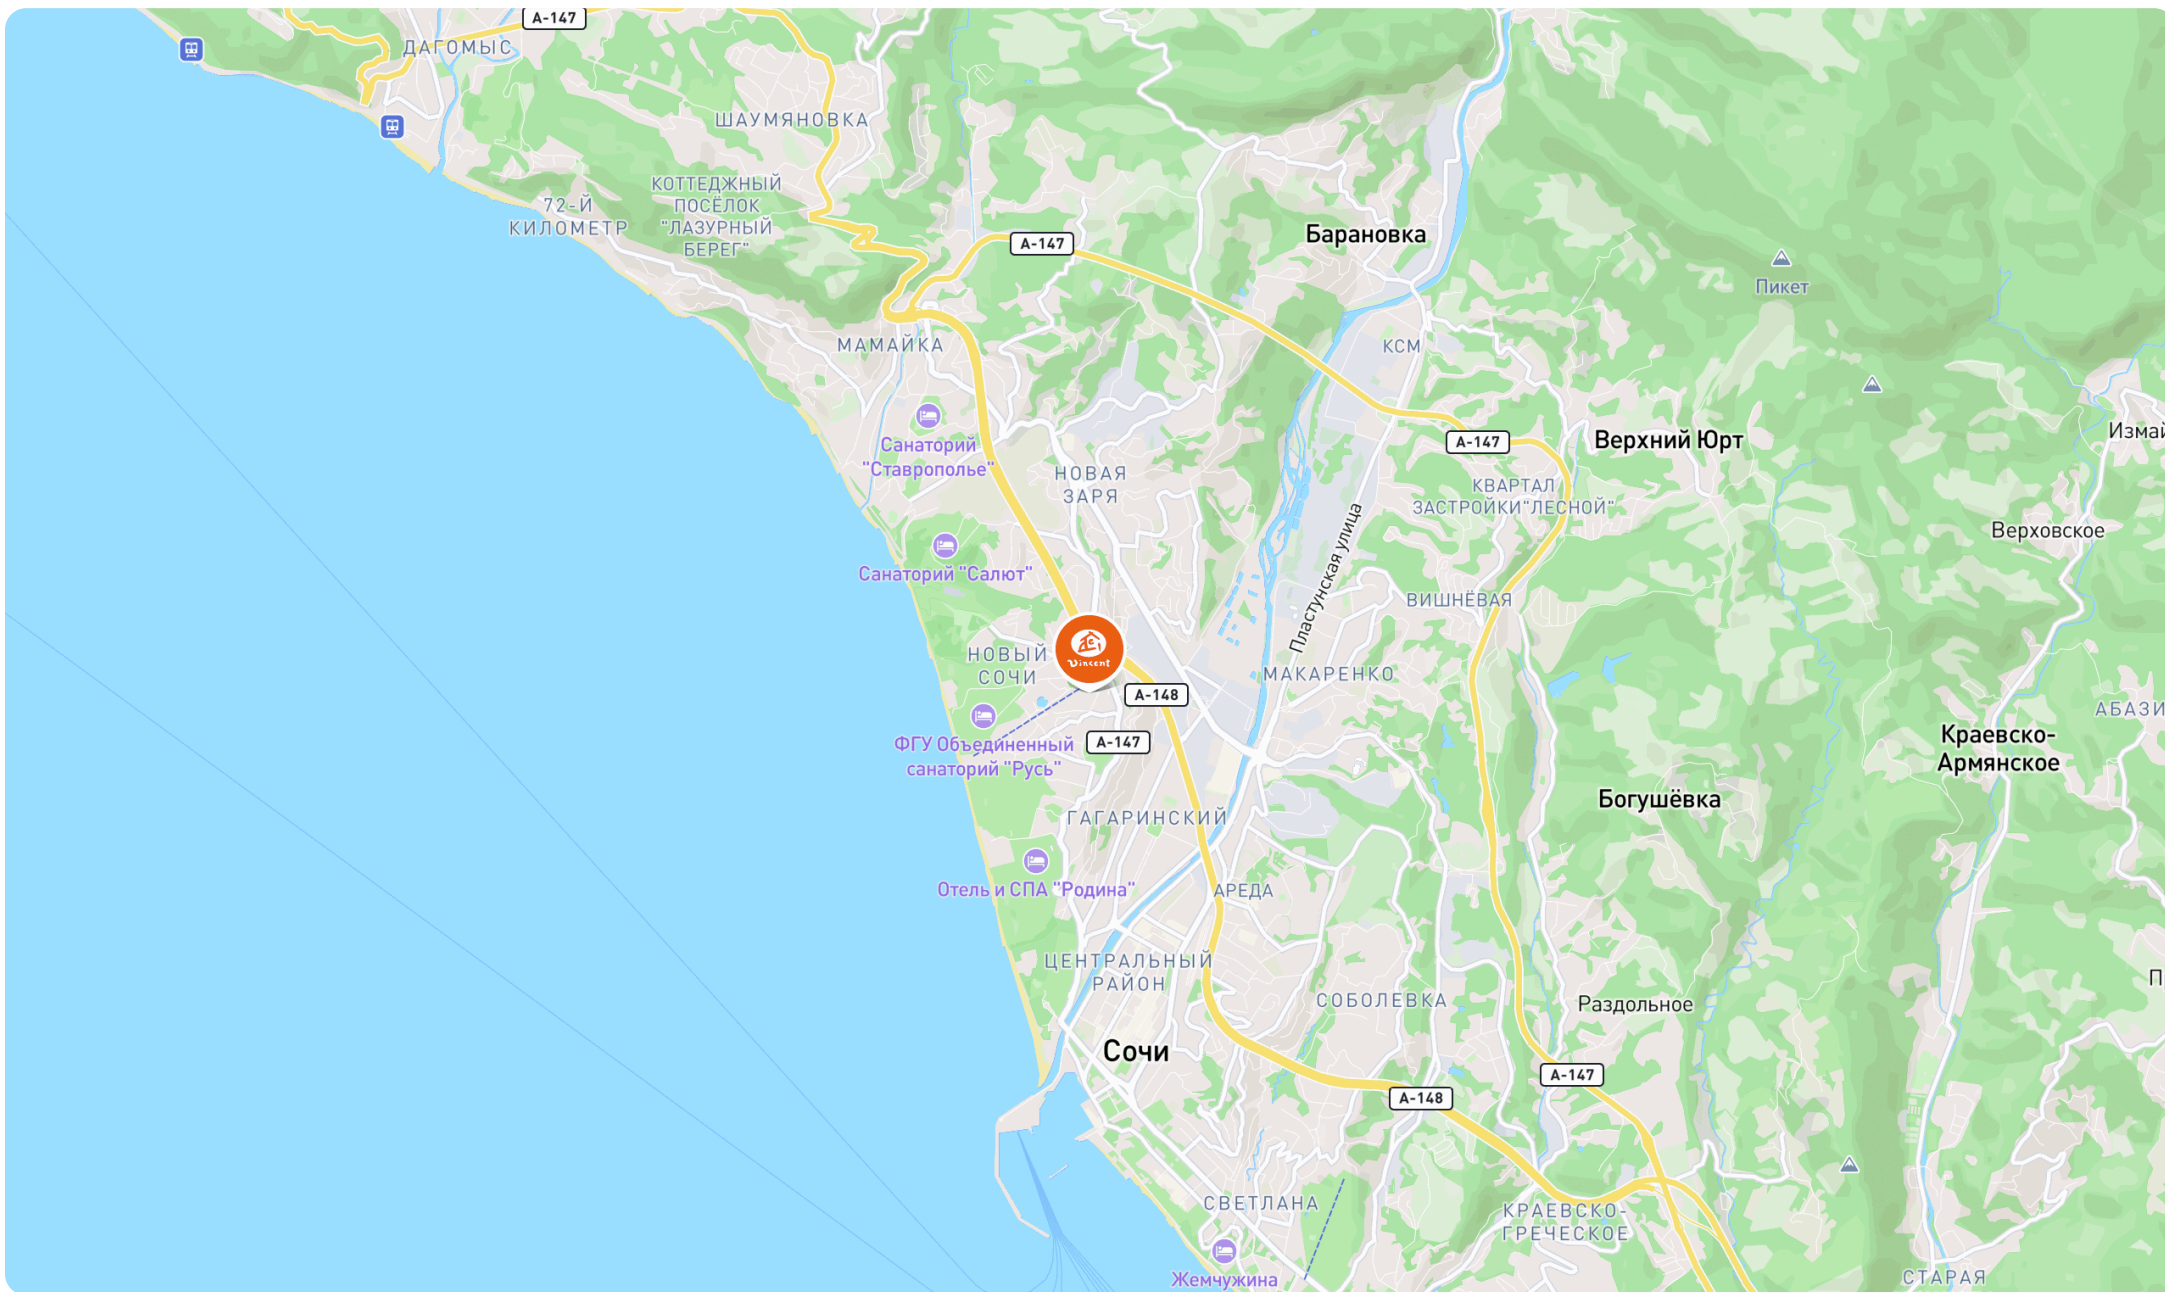 А-147
ДАГОМЫС
ШАУМЯНОВКА
КОТТЕДЖНЫЙ
ПОСЁЛОК
"ЛАЗУРНЫЙ
БЕРЕГ"
72-Й
КИЛОМЕТР
А-147
Барановка
Пикет
МАМАЙКА
КСМ
Санаторий
"Ставрополье"
НОВАЯ
ЗАРЯ
А-147
Верхний Юрт
Измай
КВАРТАЛ
ЗАСТРОЙКИ"ЛЕСНОЙ"
Верховское
Пластунская улица
Санаторий "Салют"
ВИШНЁВАЯ
Vincent
НОВЫЙ
СОЧИ
МАКАРЕНКО
А-148
АБАЗИ
А-147
ФГУ Объединенный
санаторий "Русь"
Краевско-
Армянское
Богушёвка
ГАГАРИНСКИЙ
Отель и СПА "Родина"
АРЕДА
ЦЕНТРАЛЬНЫЙ
РАЙОН
СОБОЛЕВКА
Раздольное
П
Сочи
А-147
А-148
СВЕТЛАНА
КРАЕВСКО-
ГРЕЧЕСКОЕ
Жемчужина
СТАРАЯ